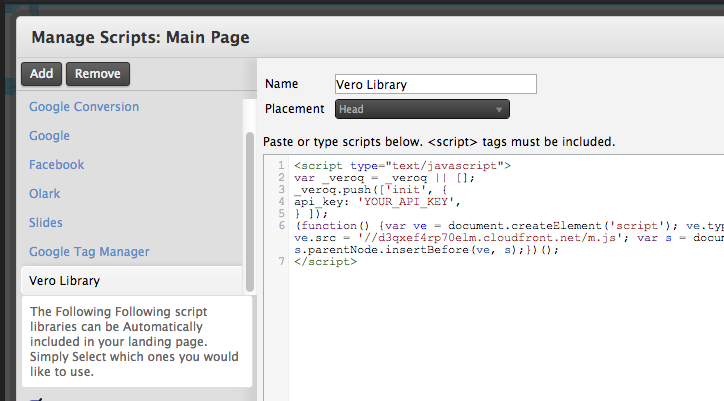 Manage Scripts: Main Page
Add
Remove
Google Conversion
Google
Facebook
Olark
Slides
Google Tag Manager
Vero Library
The Following Following script
libraries can be Automatically
included in your landing page.
Simply Select which ones you would
like to use.
Name
Vero Library
Placement
Head
Paste or type scripts below. <script> tags must be included.
1 <script type="text/javascript">
2 var _veroq = _veroq || [];
3 _veroq.push(['init', {
4 api_key: 'YOUR_API_KEY',
5 } ]);
6 (function() {var ve = document.createElement('script'); ve.typ
ve.src = '//d3qxef4rp70elm.cloudfront.net/m.js'; var s = docum
s.parentNode.insertBefore(ve, s);})();
7 </script>